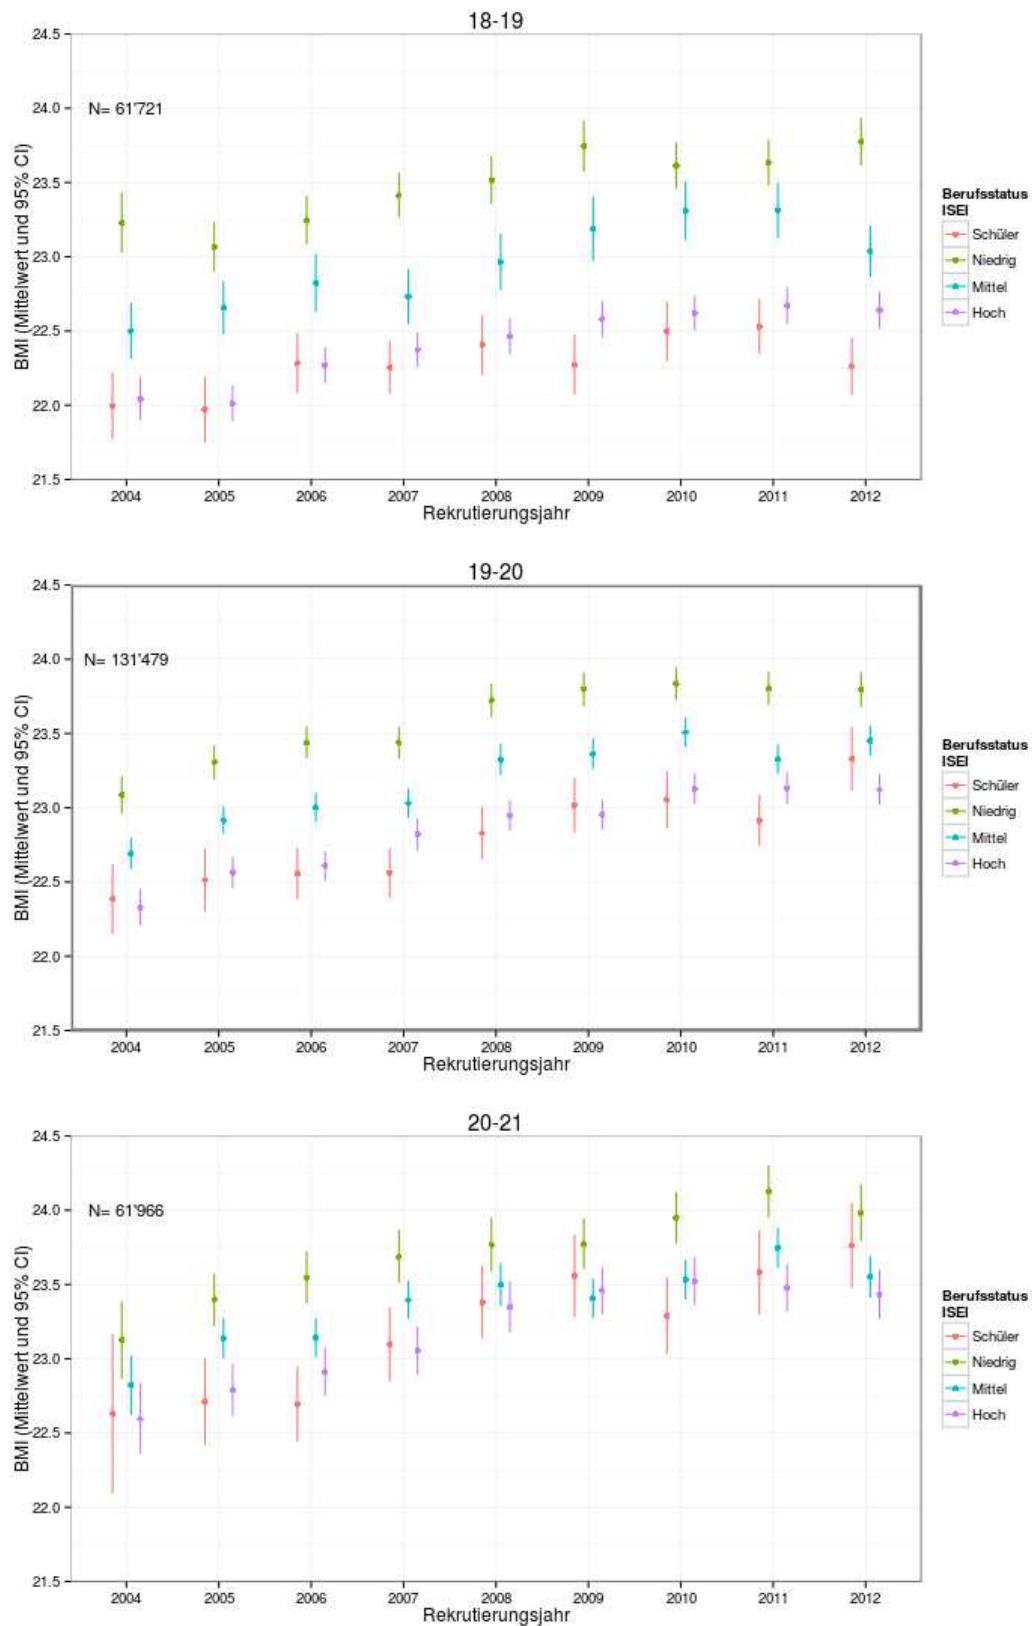 18-19
24.5
24.0
23.5
23.0
22.5
22.0
21.5
BMI (Mittelwert und 95% CI)
N= 61'721
2004 2005 2006 2007 2008 2009 2010 2011 2012
Rekrutierungsjahr
Berufsstatus
ISEI
Schüler
Niedrig
Mittel
Hoch
19-20
24.5
24.0
23.5
23.0
22.5
22.0
21.5
BMI (Mittelwert und 95% CI)
N= 131'479
2004 2005 2006 2007 2008 2009 2010 2011 2012
Rekrutierungsjahr
Berufsstatus
ISEI
Schüler
Niedrig
Mittel
Hoch
20-21
24.5
24.0
23.5
23.0
22.5
22.0
21.5
BMI (Mittelwert und 95% CI)
N= 61'966
2004 2005 2006 2007 2008 2009 2010 2011 2012
Rekrutierungsjahr
Berufsstatus
ISEI
Schüler
Niedrig
Mittel
Hoch